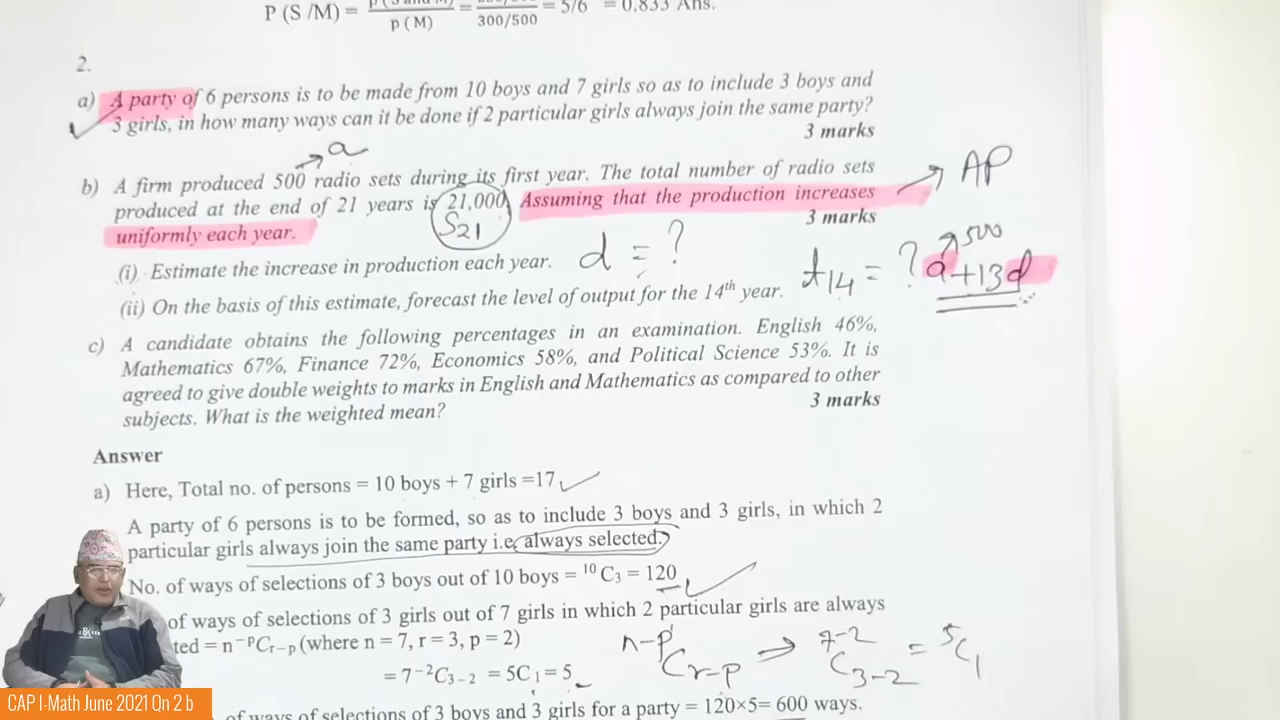 P (S /M) = = = 5/6 = 0.833 Ans.
p ( M ) 300/500
2.
a) A party of 6 persons is to be made from 10 boys and 7 girls so as to include 3 boys and
3 girls, in how many ways can it be done if 2 particular girls always join the same party?
3 marks
a
b) A firm produced 500 radio sets during its first year. The total number of radio sets
AP
produced at the end of 21 years is 21,000. Assuming that the production increases
uniformly each year. 3 marks
S21
(i) Estimate the increase in production each year. d = ?
(ii) On the basis of this estimate, forecast the level of output for the 14th year. t14 = ? a+13d
500
c) A candidate obtains the following percentages in an examination. English 46%,
Mathematics 67%, Finance 72%, Economics 58%, and Political Science 53%. It is
agreed to give double weights to marks in English and Mathematics as compared to other
subjects. What is the weighted mean? 3 marks
Answer
a) Here, Total no. of persons = 10 boys + 7 girls =17
A party of 6 persons is to be formed, so as to include 3 boys and 3 girls, in which 2
particular girls always join the same party i.e. always selected.
No. of ways of selections of 3 boys out of 10 boys = 10 C3 = 120
of ways of selections of 3 girls out of 7 girls in which 2 particular girls are always
ted = n-pCr-p (where n = 7, r = 3, p = 2)
n-pCr-p → 7-2C3-2 = 5C1
= 7-2C3-2 = 5C1 = 5
of ways of selections of 3 boys and 3 girls for a party = 120×5= 600 ways.
CAP I-Math June 2021 Qn 2 b